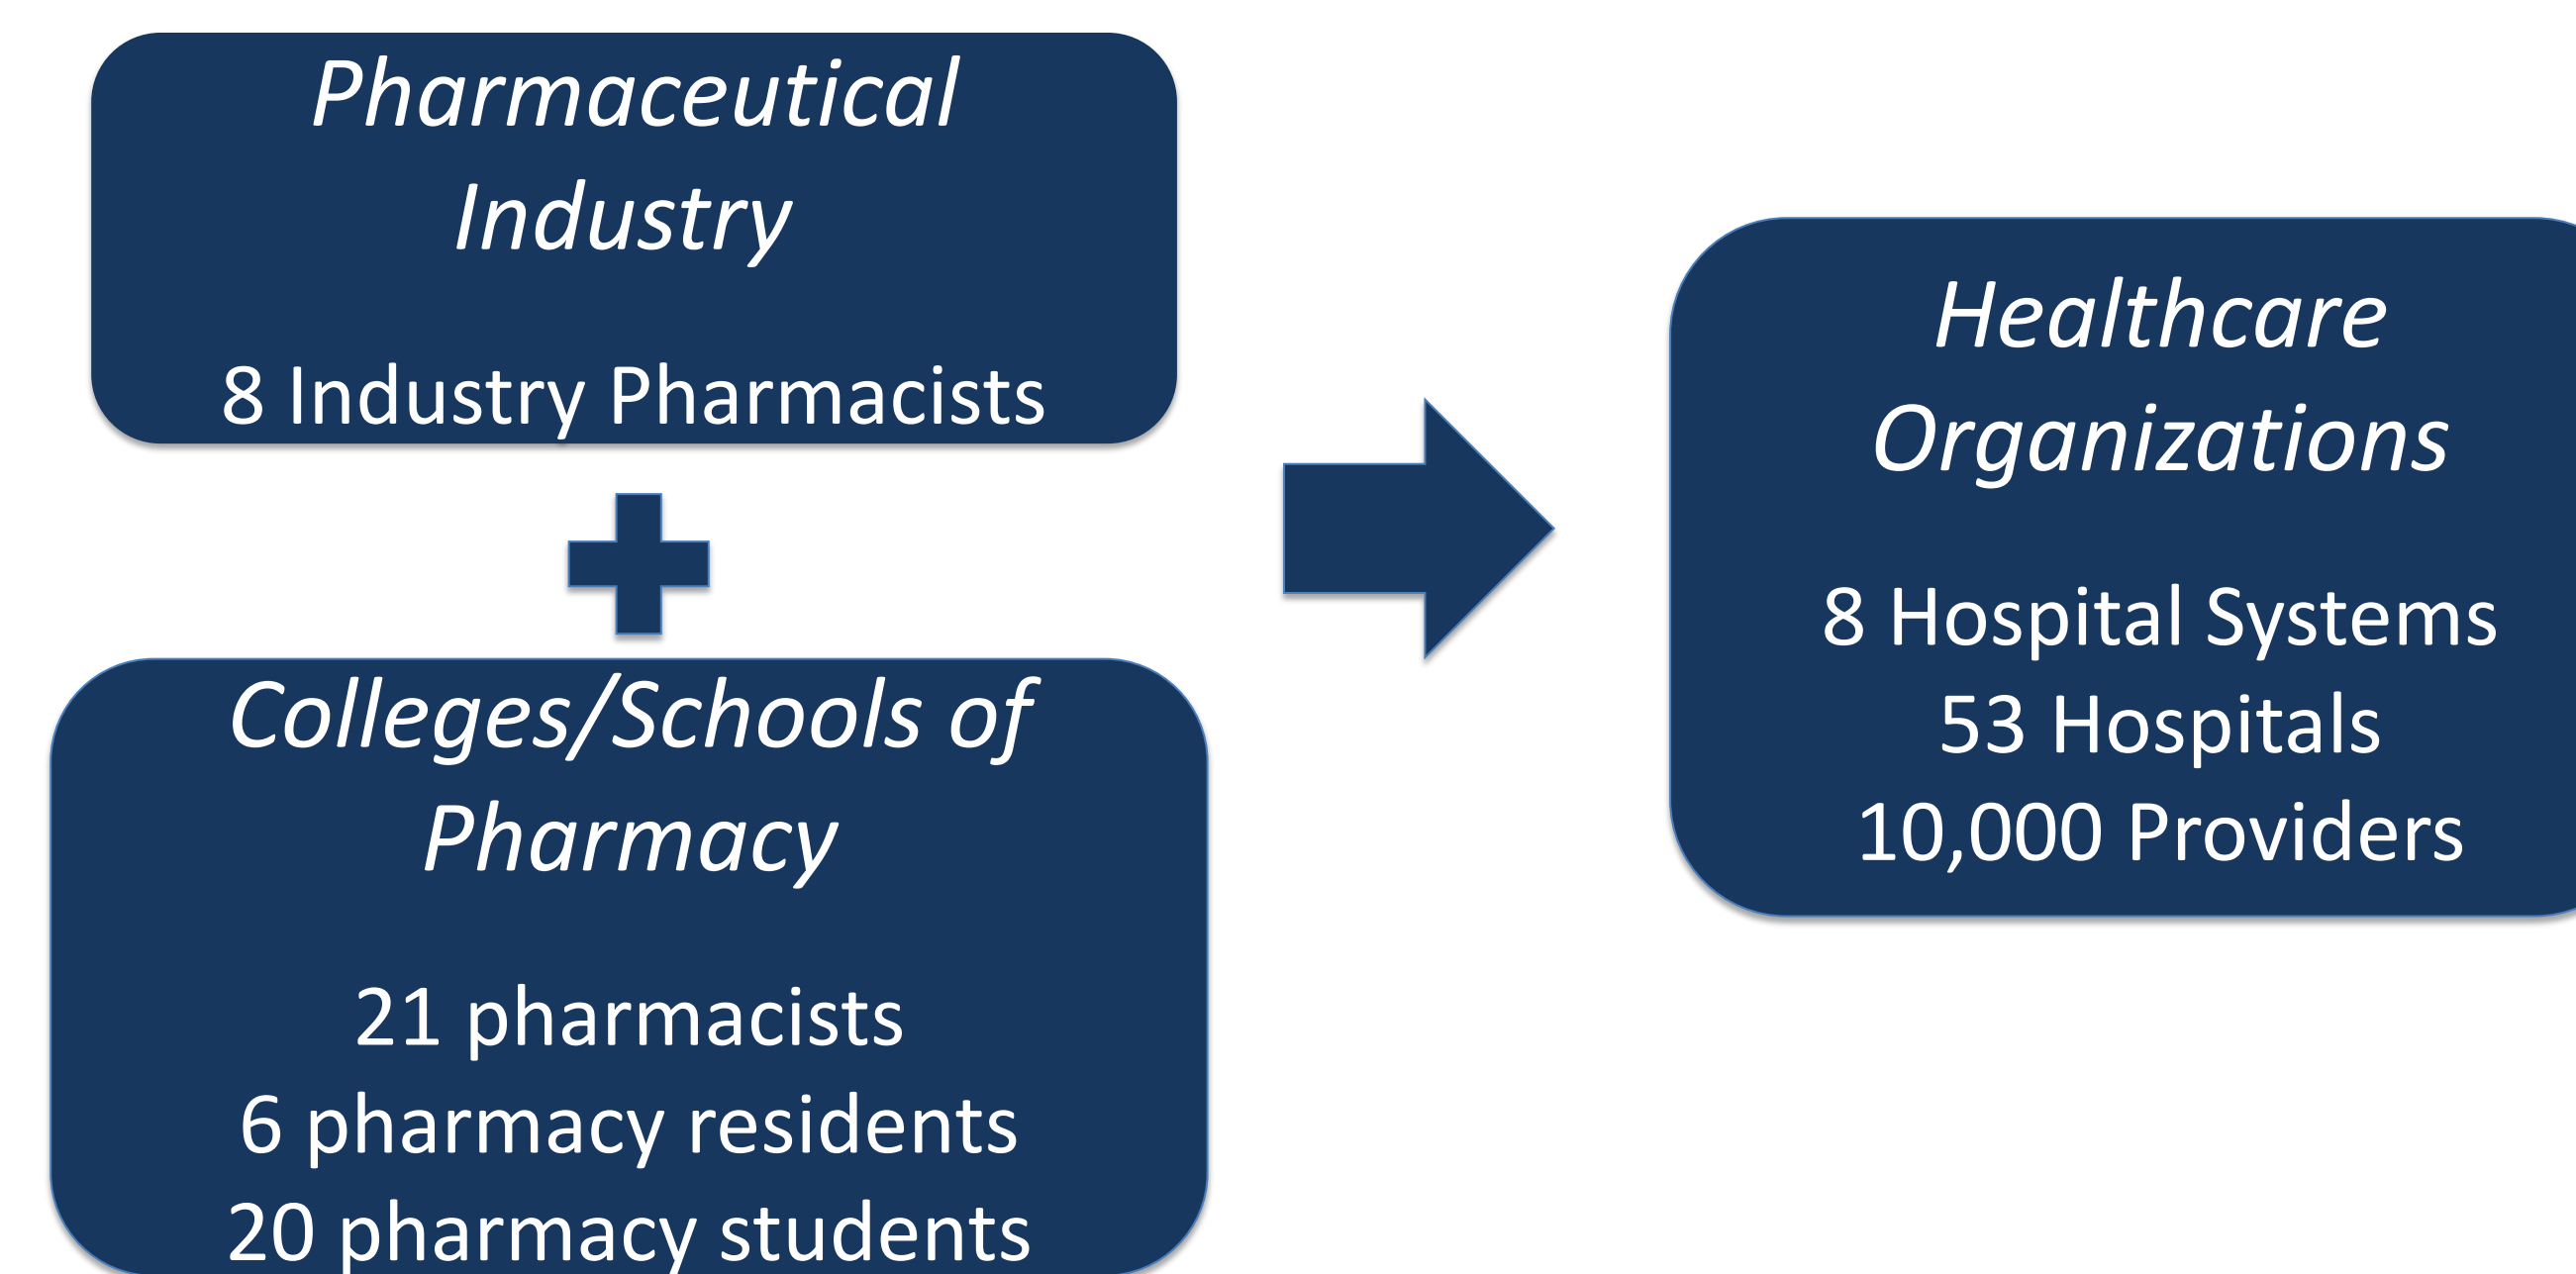 Pharmaceutical
Industry
8 Industry Pharmacists
Colleges/Schools of
Pharmacy
21 pharmacists
6 pharmacy residents
20 pharmacy students
Healthcare
Organizations
8 Hospital Systems
53 Hospitals
10,000 Providers